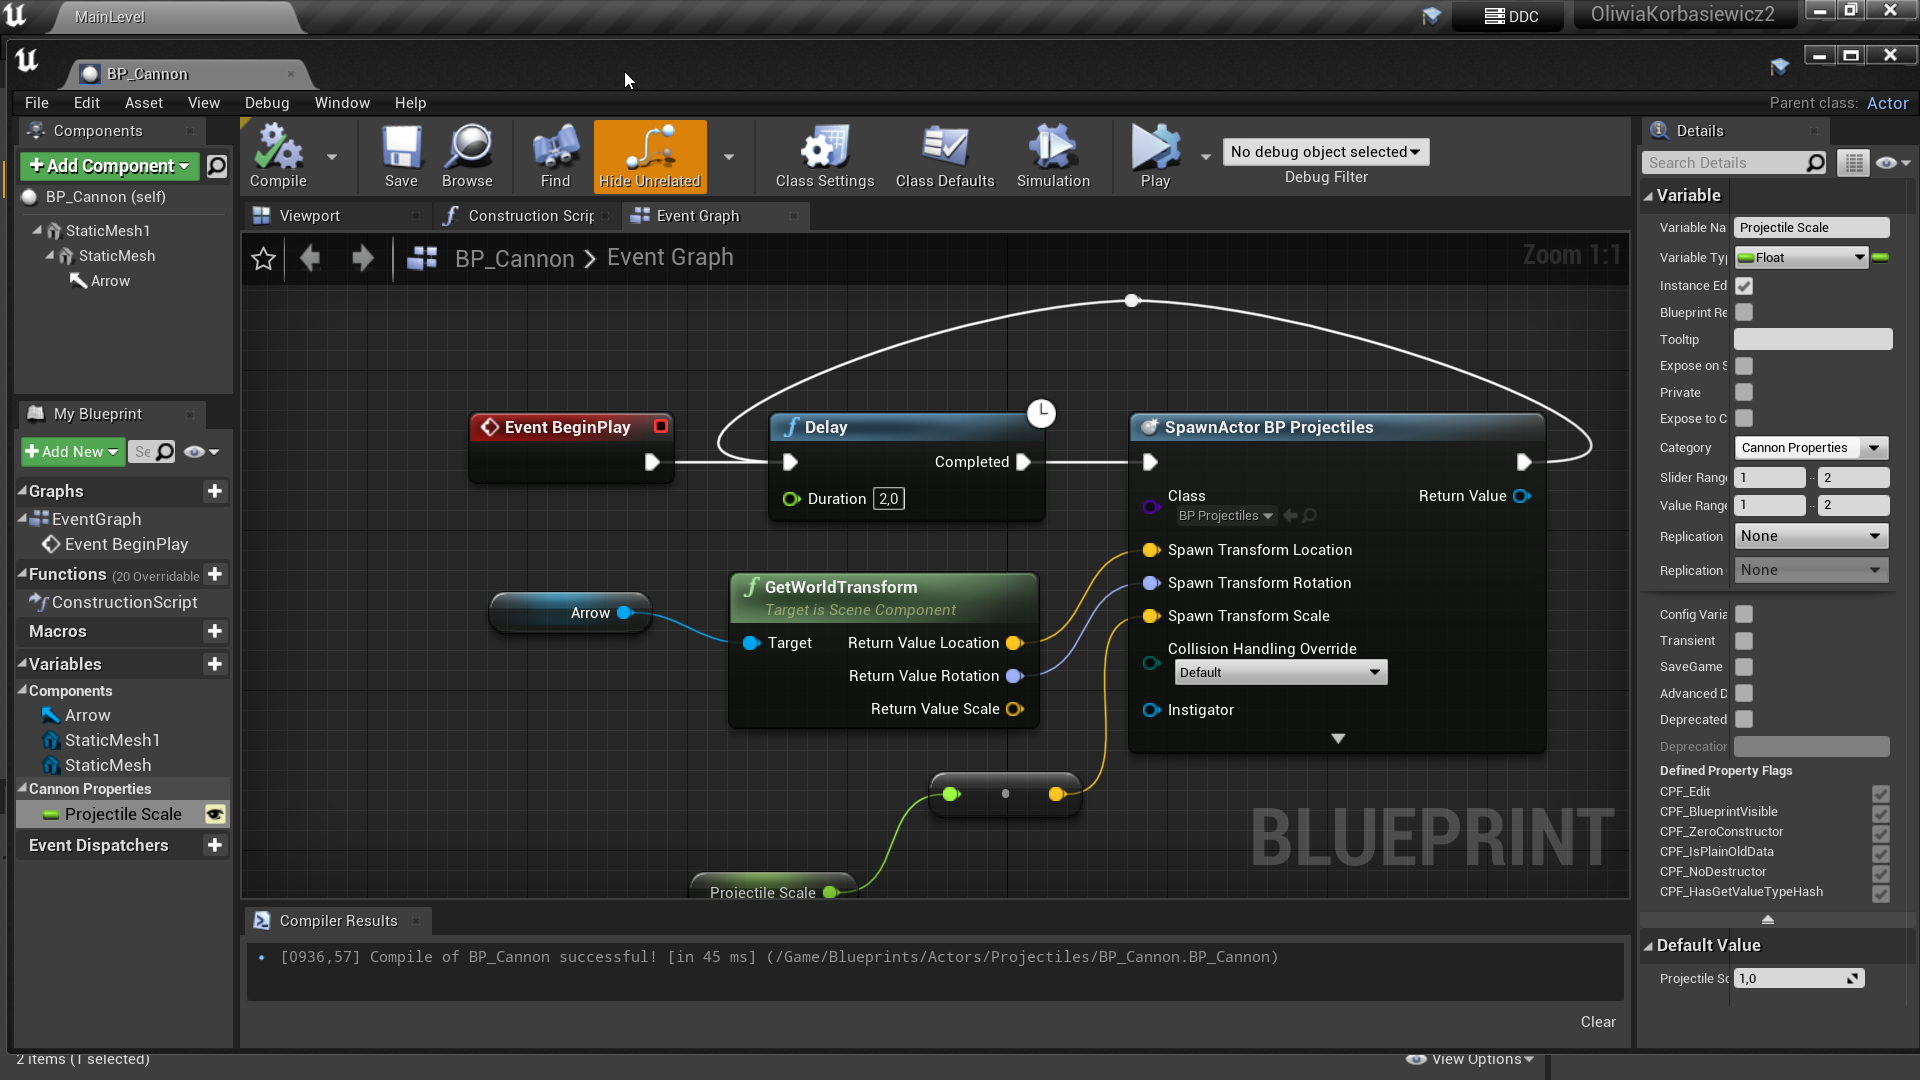 MainLevel
DDC
OliwiaKorbasiewicz2
BP_Cannon
File Edit Asset View Debug Window Help
Parent class: Actor
Components
Add Component
BP_Cannon (self)
StaticMesh1
StaticMesh
Arrow
Compile
Save
Browse
Find
Hide Unrelated
Class Settings
Class Defaults
Simulation
Play
No debug object selected
Debug Filter
Viewport
Construction Scrip
Event Graph
BP_Cannon > Event Graph
Zoom 1:1
My Blueprint
Add New
Se
Graphs
EventGraph
Event BeginPlay
Functions (20 Overridable
ConstructionScript
Macros
Variables
Components
Arrow
StaticMesh1
StaticMesh
Cannon Properties
Projectile Scale
Event Dispatchers
Event BeginPlay
Delay
Completed
Duration 2,0
SpawnActor BP Projectiles
Class
BP Projectiles
Return Value
Spawn Transform Location
Spawn Transform Rotation
Spawn Transform Scale
Collision Handling Override
Default
Instigator
Arrow
GetWorldTransform
Target is Scene Component
Target
Return Value Location
Return Value Rotation
Return Value Scale
Projectile Scale
BLUEPRINT
Compiler Results
• [0936,57] Compile of BP_Cannon successful! [in 45 ms] (/Game/Blueprints/Actors/Projectiles/BP_Cannon.BP_Cannon)
Clear
Details
Search Details
Variable
Variable Na Projectile Scale
Variable Ty Float
Instance Ed
Blueprint Re
Tooltip
Expose on S
Private
Expose to C
Category Cannon Properties
Slider Rang 1 .. 2
Value Rang 1 .. 2
Replication None
Replication None
Config Varia
Transient
SaveGame
Advanced D
Deprecated
Deprecation
Defined Property Flags
CPF_Edit
CPF_BlueprintVisible
CPF_ZeroConstructor
CPF_IsPlainOldData
CPF_NoDestructor
CPF_HasGetValueTypeHash
Default Value
Projectile Sc 1,0
2 items (1 selected)
View Options